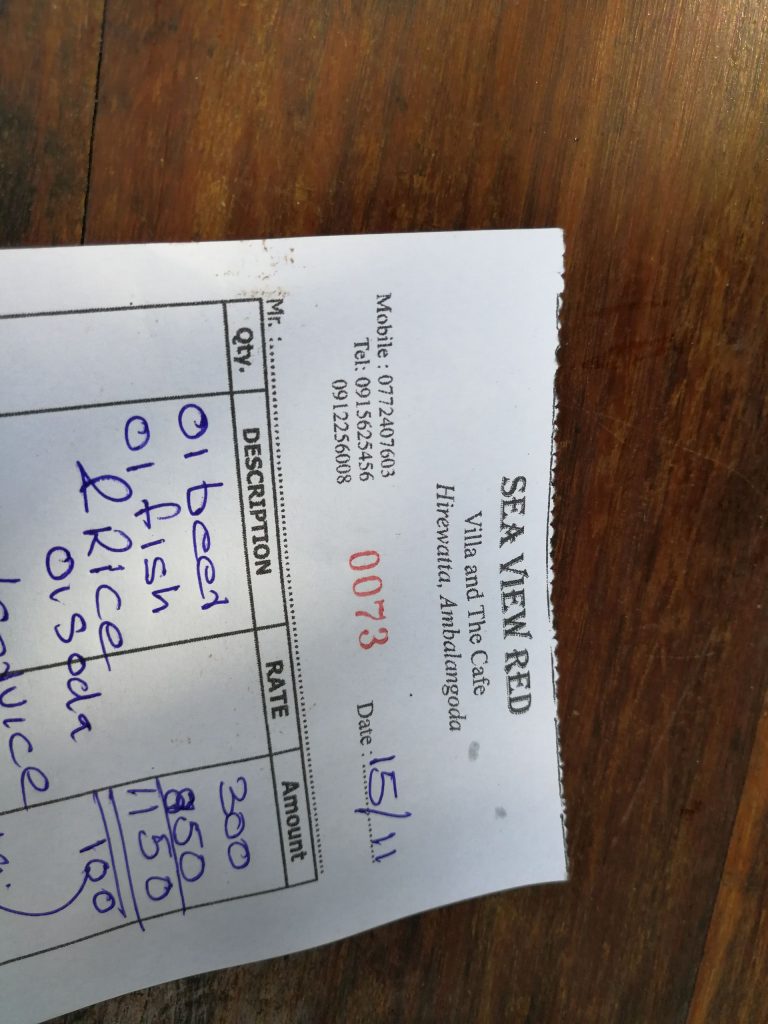 SEA VIEW RED
Villa and The Cafe
Hirewatta, Ambalangoda
Mobile : 0772407603
Tel: 0915625456
0912256008
0073 Date : 15/11
Mr. :
Qty. DESCRIPTION RATE Amount
01 beer 300
01 fish 850
& Rice 1150
01 soda 100